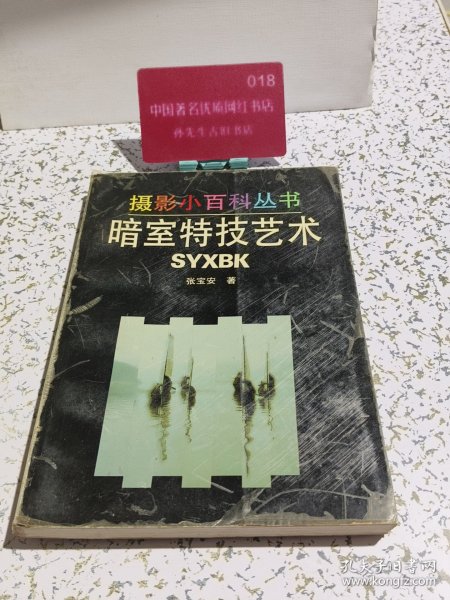 018
中国著名优质网红书店
孙先生古旧书店
摄影小百科丛书
暗室特技艺术
SYXBK
张宝安 著
孔夫子旧书网
www.kongfz.com